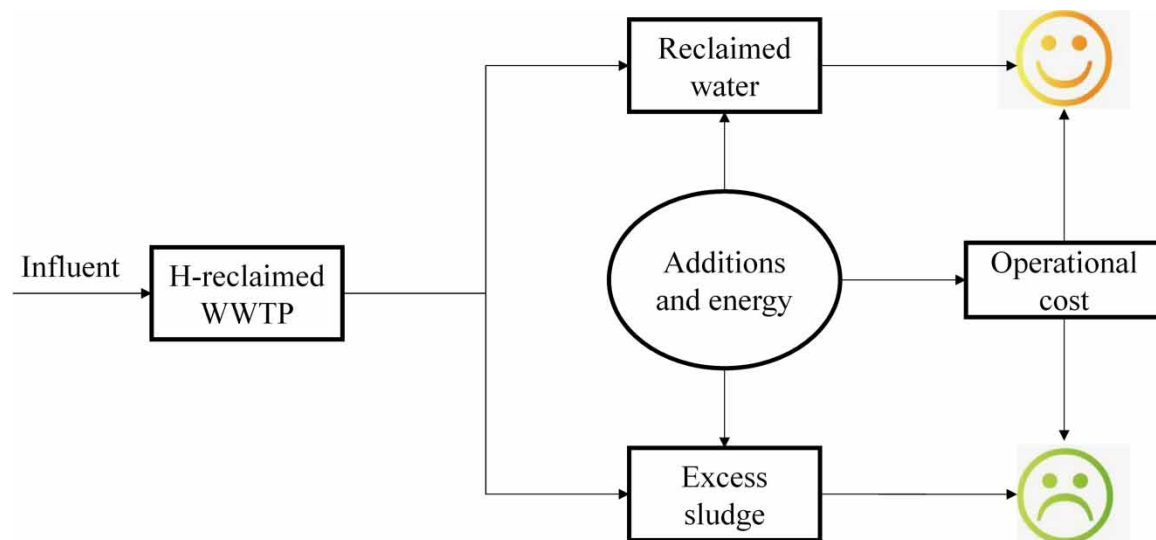 Reclaimed
water
Influent
H-reclaimed
WWTP
Additions
and energy
Operational
cost
Excess
sludge